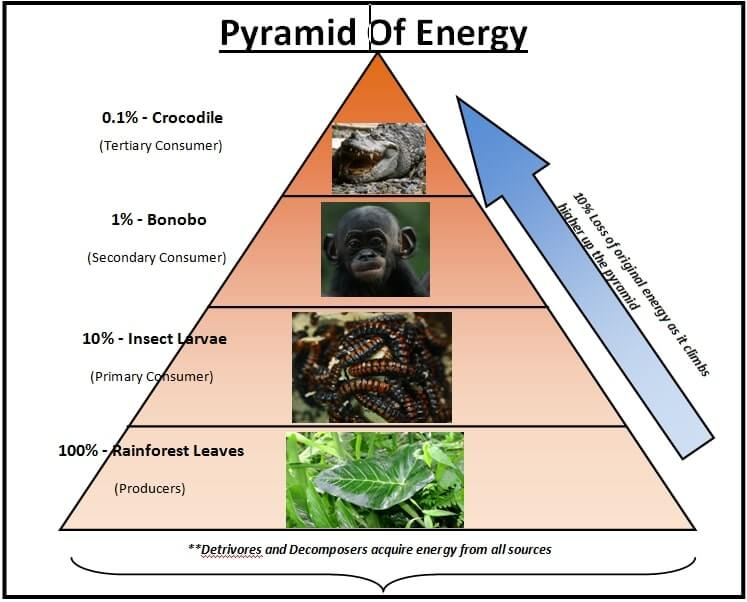 Pyramid Of Energy
0.1% - Crocodile
(Tertiary Consumer)
1% - Bonobo
(Secondary Consumer)
10% - Insect Larvae
(Primary Consumer)
100% - Rainforest Leaves
(Producers)
10% Loss of original energy as it climbs
higher up the pyramid
**Detrivores and Decomposers acquire energy from all sources